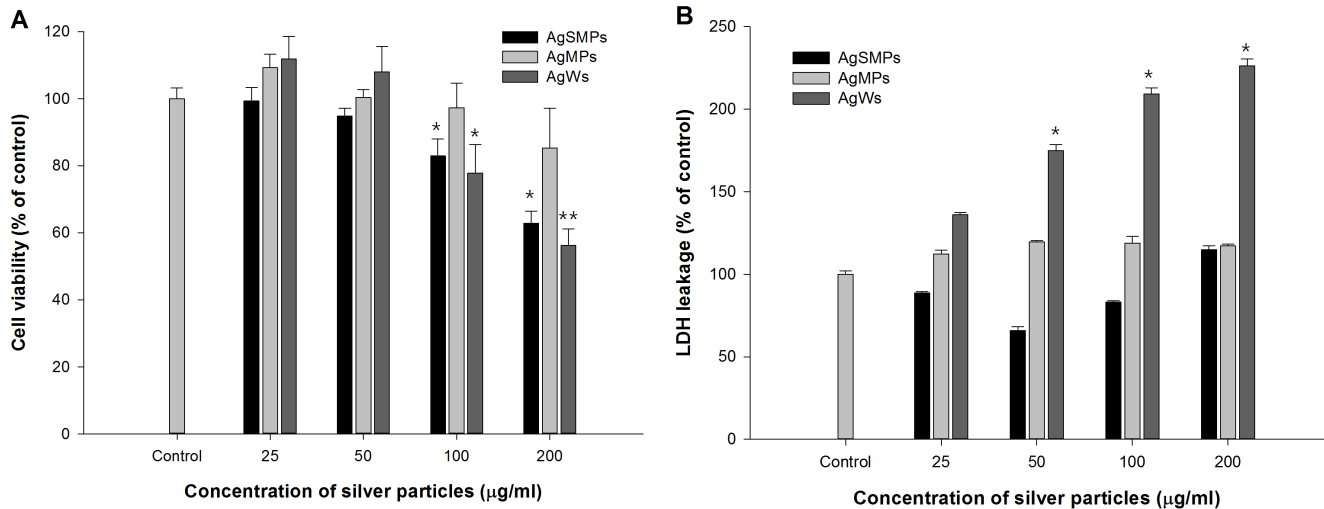 A
Cell viability (% of control)
120
100
80
60
40
20
0
AgSMPs
AgMPs
AgWs
*
*
*
**
Control
25
50
100
200
Concentration of silver particles (μg/ml)
B
LDH leakage (% of control)
250
200
150
100
50
0
AgSMPs
AgMPs
AgWs
*
*
*
Control
25
50
100
200
Concentration of silver particles (μg/ml)